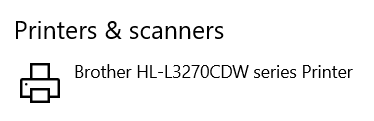 Printers & scanners
Brother HL-L3270CDW series Printer